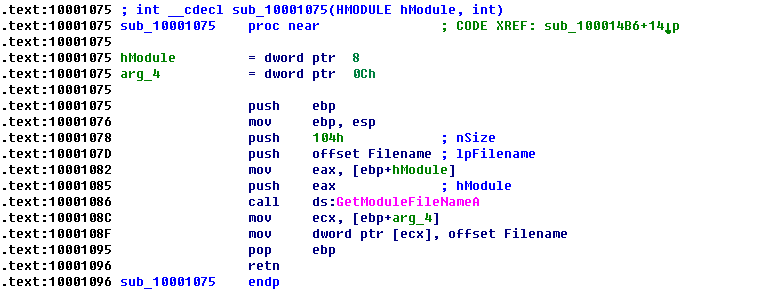 .text:10001075 ; int __cdecl sub_10001075(HMODULE hModule, int)
.text:10001075 sub_10001075    proc near               ; CODE XREF: sub_100014B6+14↓p
.text:10001075
.text:10001075 hModule         = dword ptr  8
.text:10001075 arg_4           = dword ptr  0Ch
.text:10001075
.text:10001075                 push    ebp
.text:10001076                 mov     ebp, esp
.text:10001078                 push    104h            ; nSize
.text:1000107D                 push    offset Filename ; lpFilename
.text:10001082                 mov     eax, [ebp+hModule]
.text:10001085                 push    eax             ; hModule
.text:10001086                 call    ds:GetModuleFileNameA
.text:1000108C                 mov     ecx, [ebp+arg_4]
.text:1000108F                 mov     dword ptr [ecx], offset Filename
.text:10001095                 pop     ebp
.text:10001096                 retn
.text:10001096 sub_10001075    endp